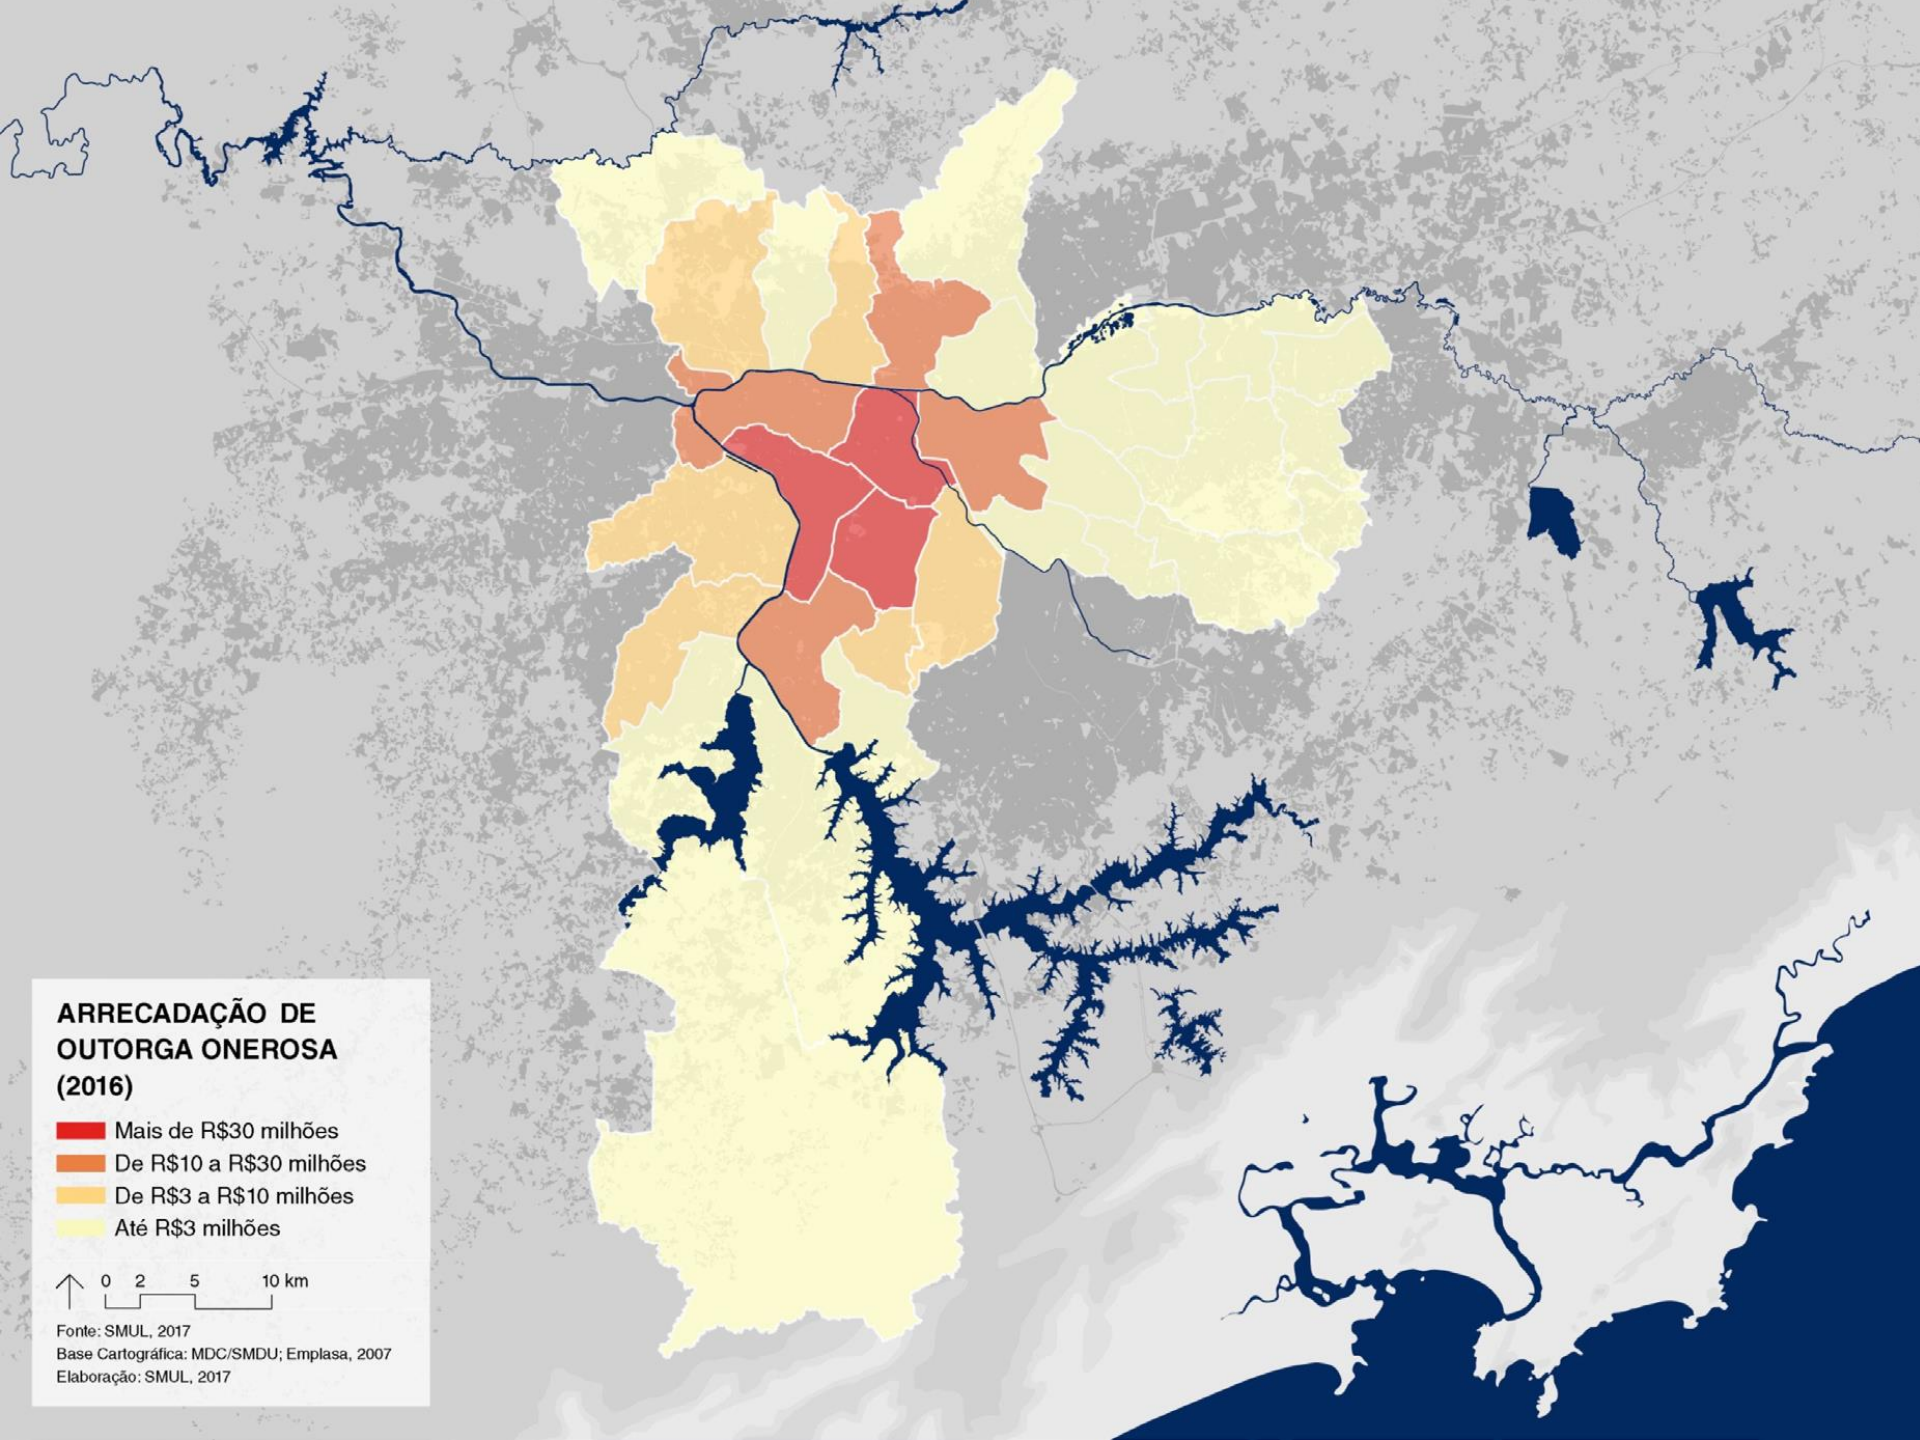 ARRECADAÇÃO DE
OUTORGA ONEROSA
(2016)
Mais de R$30 milhões
De R$10 a R$30 milhões
De R$3 a R$10 milhões
Até R$3 milhões
0 2 5 10 km
Fonte: SMUL, 2017
Base Cartográfica: MDC/SMDU; Emplasa, 2007
Elaboração: SMUL, 2017